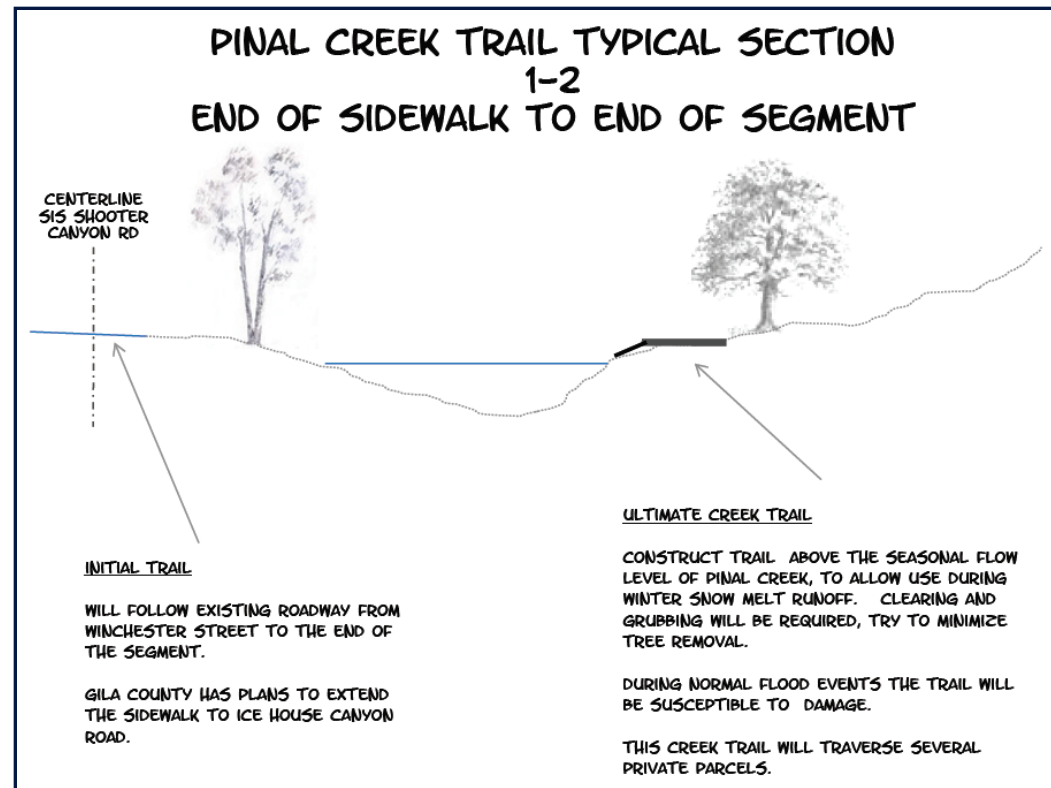 PINAL CREEK TRAIL TYPICAL SECTION
1-2
END OF SIDEWALK TO END OF SEGMENT
CENTERLINE
SIS SHOOTER
CANYON RD
INITIAL TRAIL
WILL FOLLOW EXISTING ROADWAY FROM
WINCHESTER STREET TO THE END OF
THE SEGMENT.
GILA COUNTY HAS PLANS TO EXTEND
THE SIDEWALK TO ICE HOUSE CANYON
ROAD.
ULTIMATE CREEK TRAIL
CONSTRUCT TRAIL ABOVE THE SEASONAL FLOW
LEVEL OF PINAL CREEK, TO ALLOW USE DURING
WINTER SNOW MELT RUNOFF. CLEARING AND
GRUBBING WILL BE REQUIRED, TRY TO MINIMIZE
TREE REMOVAL.
DURING NORMAL FLOOD EVENTS THE TRAIL WILL
BE SUSCEPTIBLE TO DAMAGE.
THIS CREEK TRAIL WILL TRAVERSE SEVERAL
PRIVATE PARCELS.